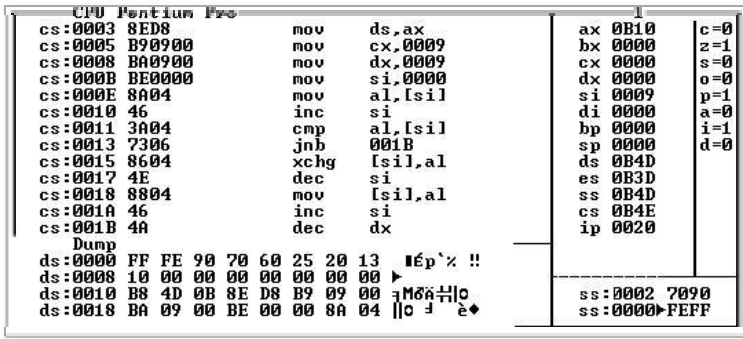 CPU Pentium Pro 1
cs:0003 8ED8 mov ds,ax ax 0B10 c=0
cs:0005 B90900 mov cx,0009 bx 0000 z=1
cs:0008 BA0900 mov dx,0009 cx 0000 s=0
cs:000B BE0000 mov si,0000 dx 0000 o=0
cs:000E 8A04 mov al,[si] si 0009 p=1
cs:0010 46 inc si di 0000 a=0
cs:0011 3A04 cmp al,[si] bp 0000 i=1
cs:0013 7306 jnb 001B sp 0000 d=0
cs:0015 8604 xchg [si],al ds 0B4D
cs:0017 4E dec si es 0B3D
cs:0018 8804 mov [si],al ss 0B4D
cs:001A 46 inc si cs 0B4E
cs:001B 4A dec dx ip 0020
Dump
ds:0000 FF FE 90 70 60 25 20 13 ■Ép`% ‼
ds:0008 10 00 00 00 00 00 00 00 ►
ds:0010 B8 4D 0B 8E D8 B9 09 00 ╕M♂Ä╪╣○ ss:0002 7090
ds:0018 BA 09 00 BE 00 00 8A 04 ║○ ╛ è♦ ss:0000►FEFF